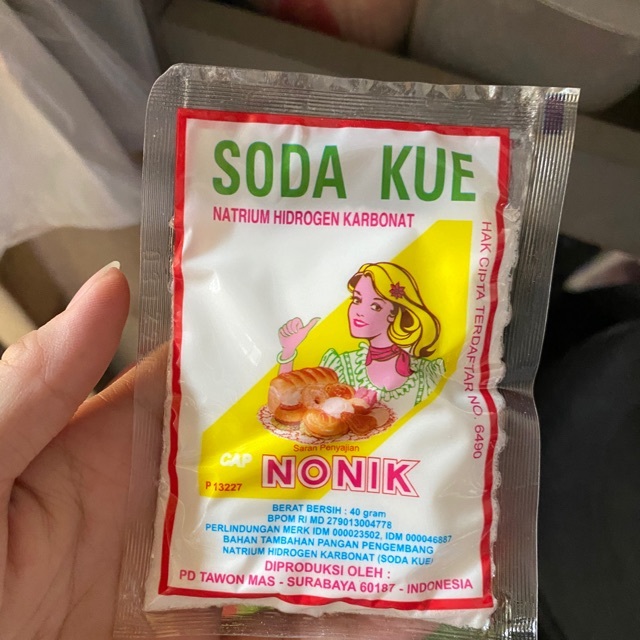 SODA KUE
NATRIUM HIDROGEN KARBONAT
HAK CIPTA TERDAFTAR NO. 6490
Saran Penyajian
CAP
NONIK
P 13227
BERAT BERSIH : 40 gram
BPOM RI MD 279013004778
PERLINDUNGAN MERK IDM 000023502, IDM 000046887
BAHAN TAMBAHAN PANGAN PENGEMBANG
NATRIUM HIDROGEN KARBONAT (SODA KUE)
DIPRODUKSI OLEH :
PD TAWON MAS - SURABAYA 60187 - INDONESIA